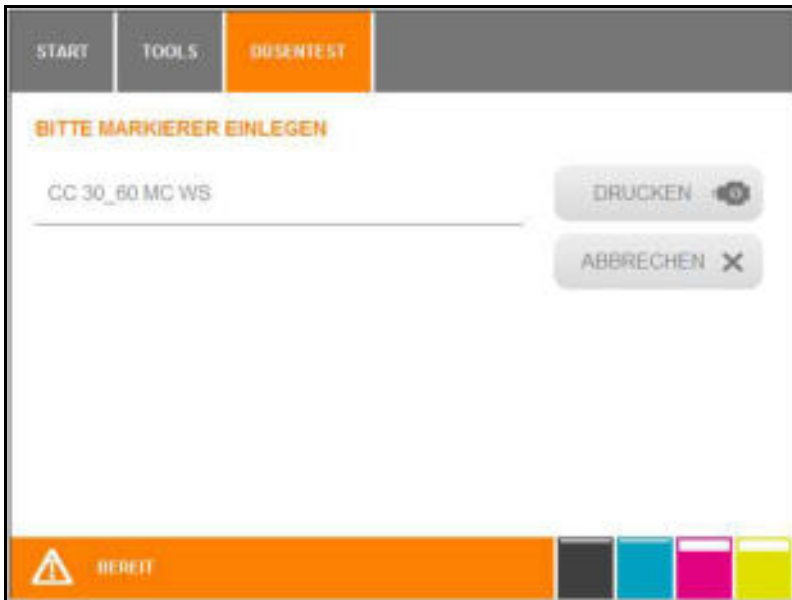 START
TOOLS
DÜSENTEST
BITTE MARKIERER EINLEGEN
CC 30_60 MC WS
DRUCKEN
ABBRECHEN
BEREIT